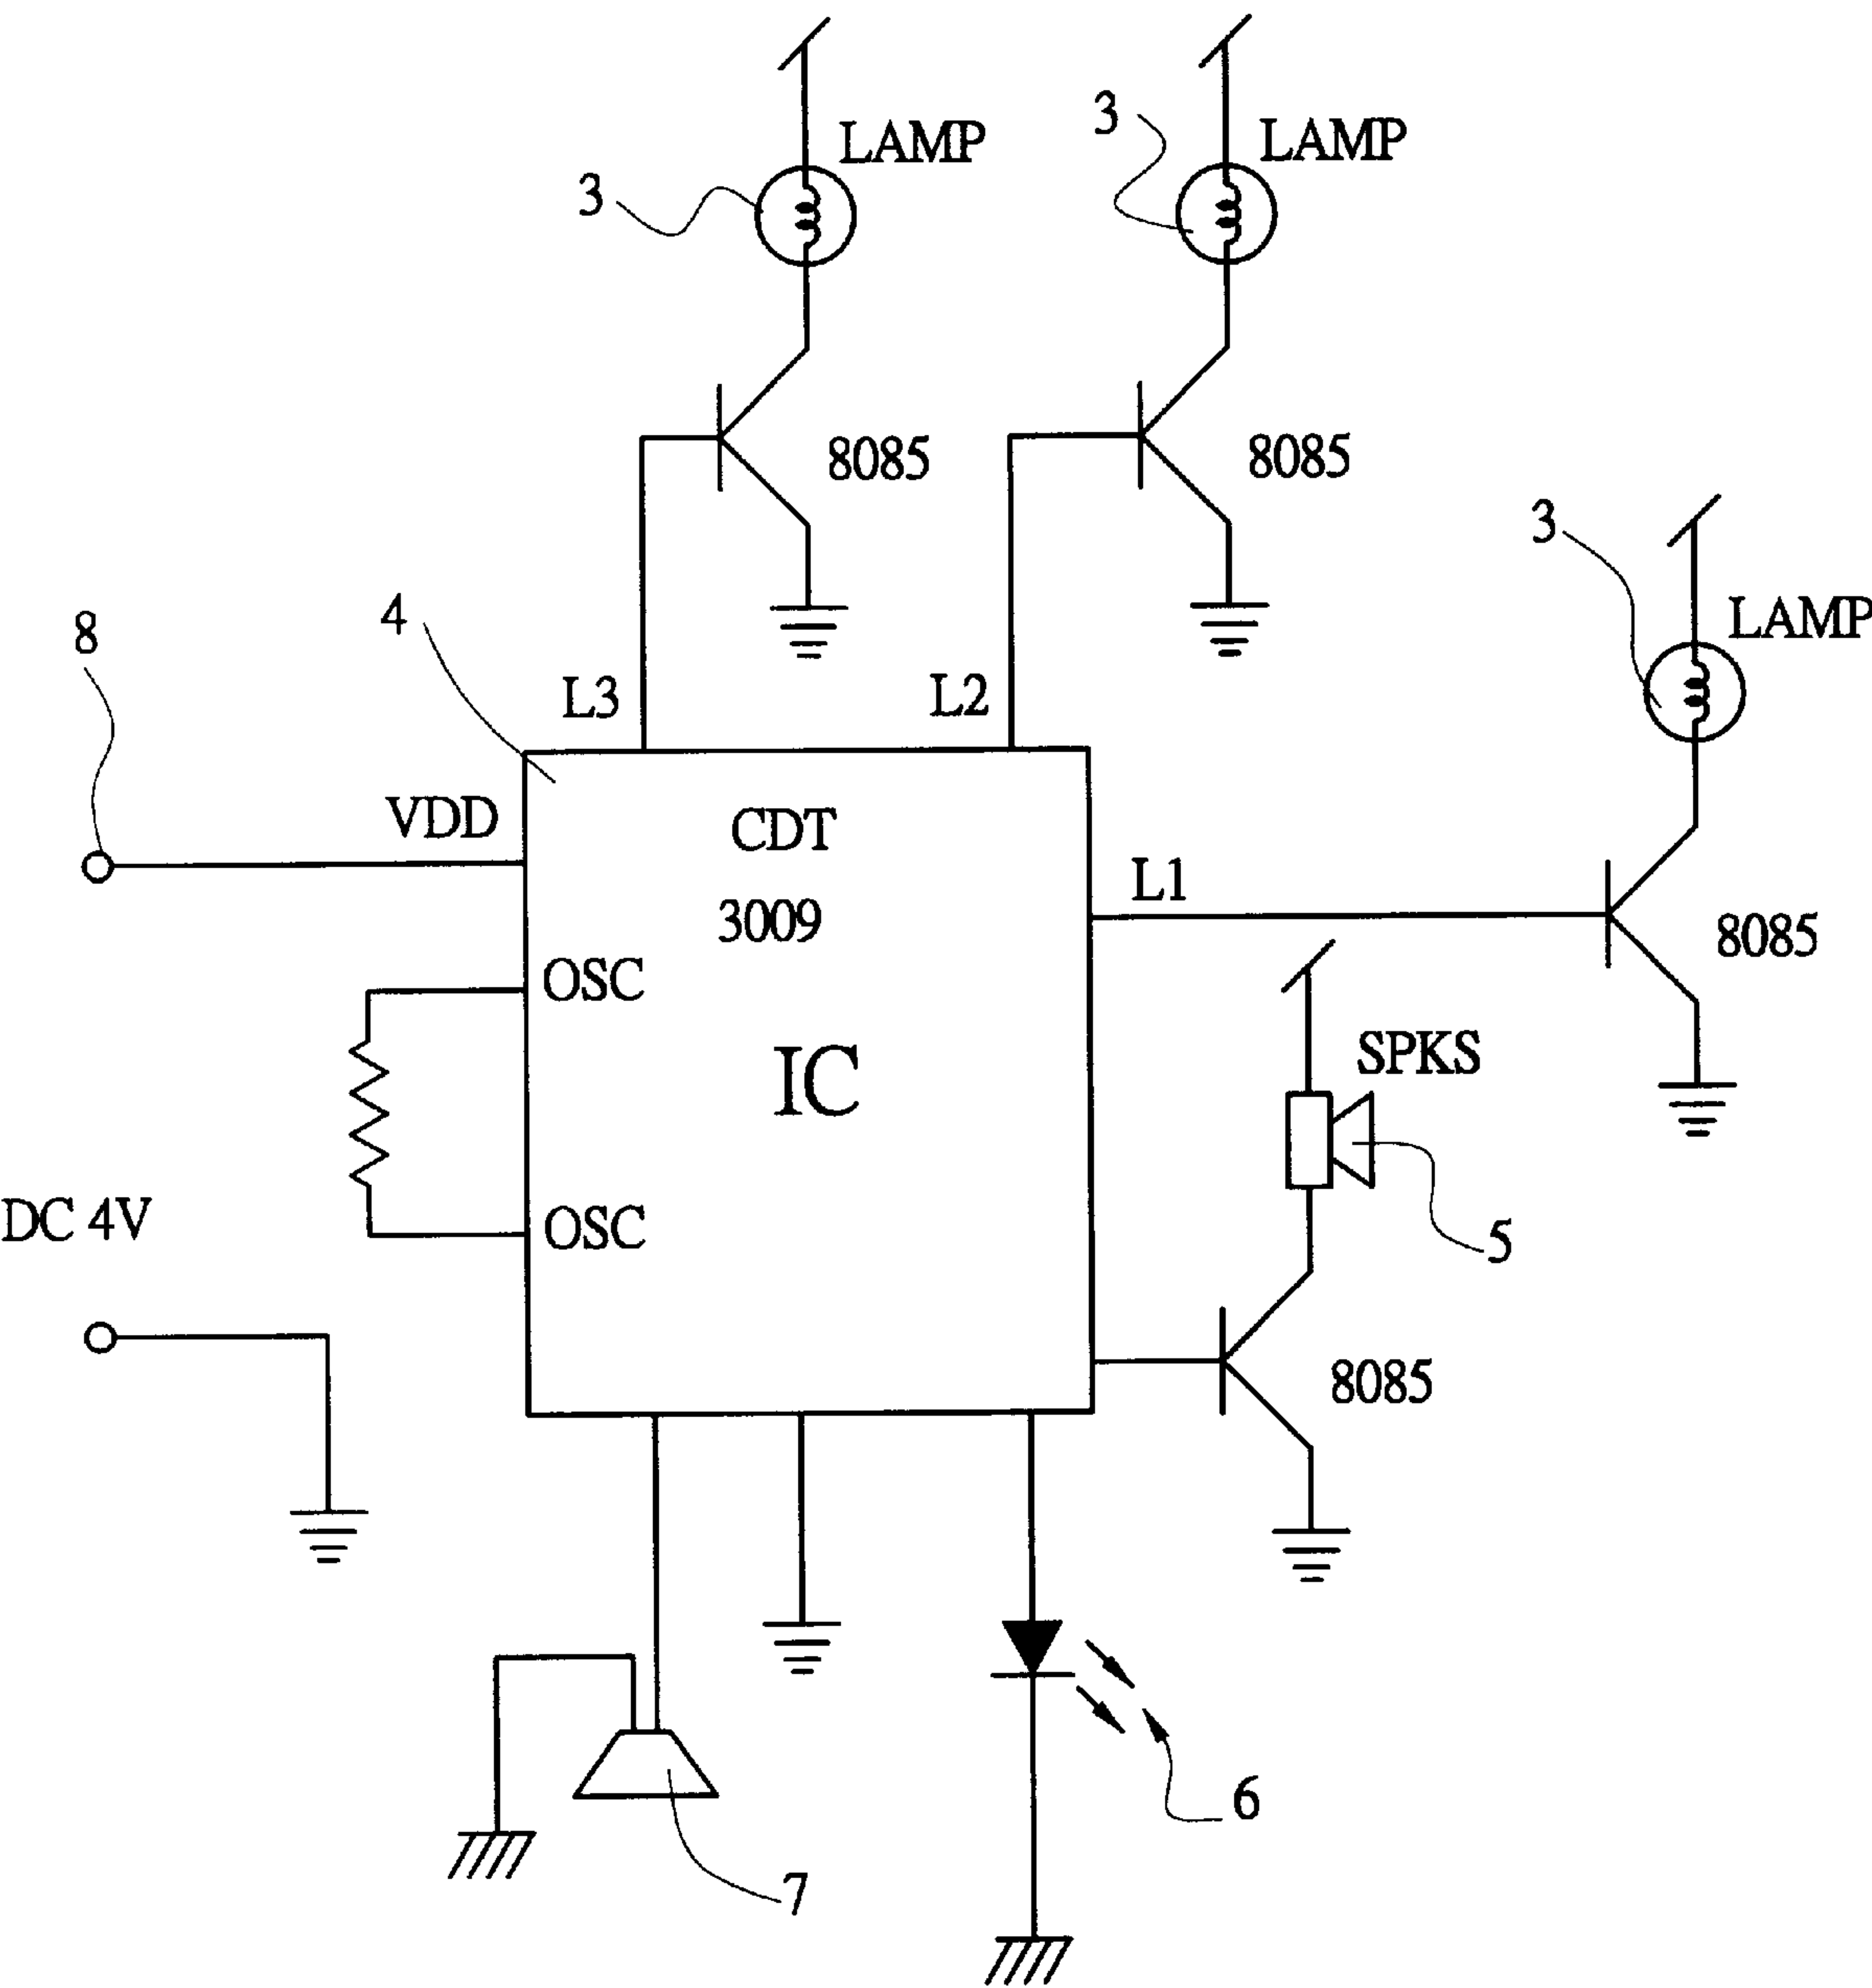 LAMP
3
LAMP
3
8085
8085
3
LAMP
8
4
L3
L2
VDD
CDT
3009
L1
8085
OSC
SPKS
IC
DC 4V
OSC
5
8085
6
7